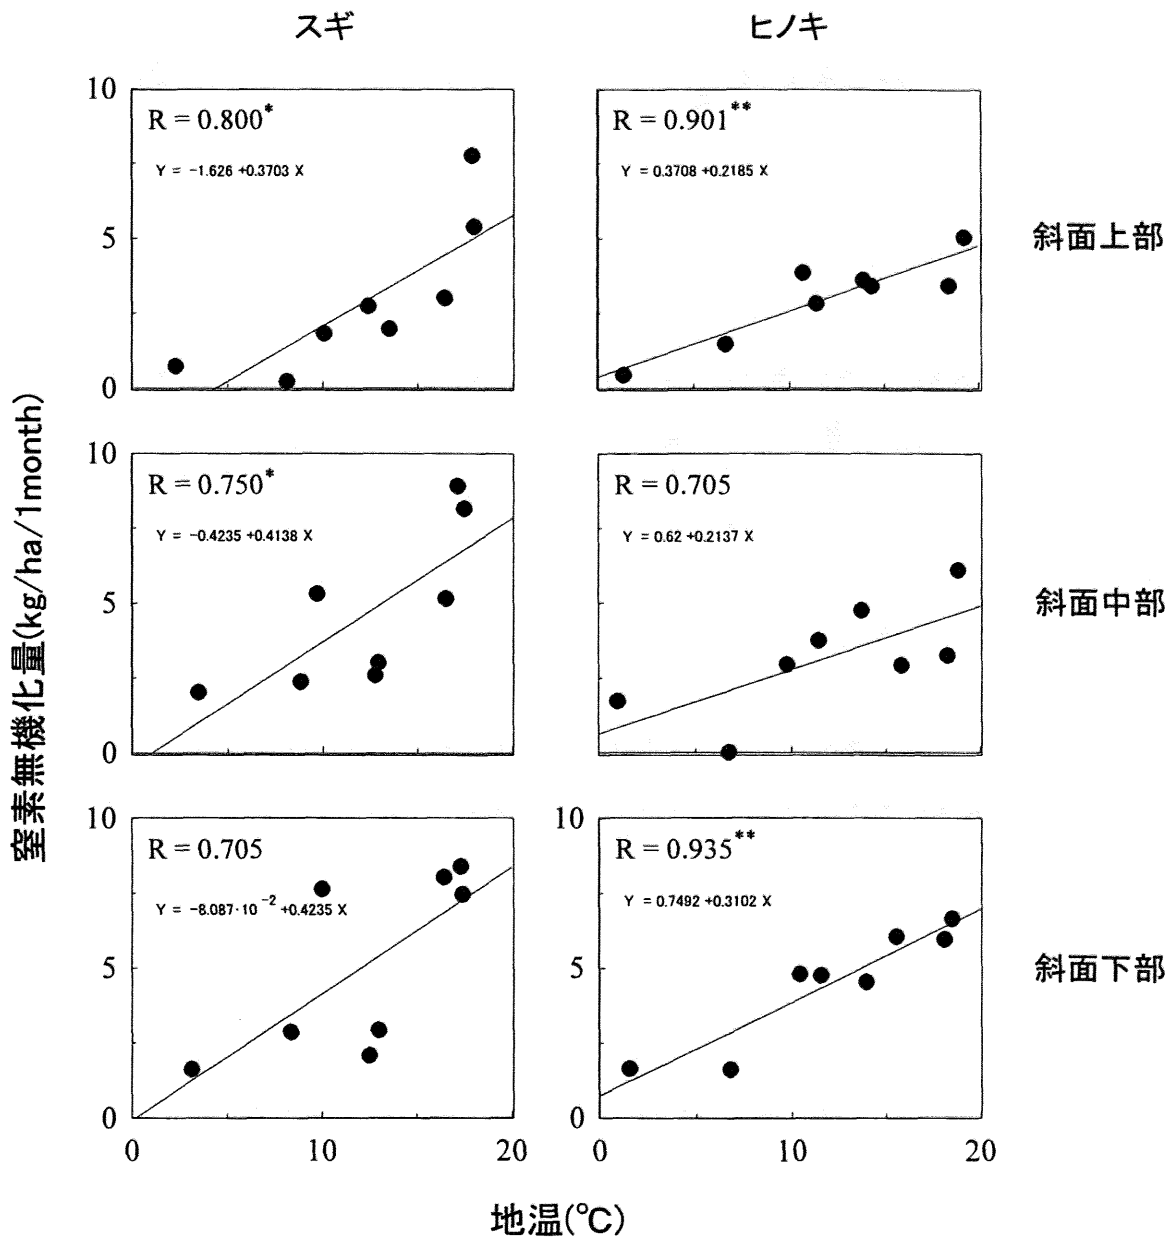 スギ
ヒノキ
10
R = 0.800*
Y = -1.626 +0.3703 X
5
0
R = 0.901**
Y = 0.3708 +0.2185 X
斜面上部
10
R = 0.750*
Y = -0.4235 +0.4138 X
5
0
R = 0.705
Y = 0.62 +0.2137 X
斜面中部
10
R = 0.705
Y = -8.087·10⁻² +0.4235 X
5
0
10
R = 0.935**
Y = 0.7492 +0.3102 X
5
0
斜面下部
0 10 20
0 10 20
窒素無機化量(kg/ha/1month)
地温(℃)